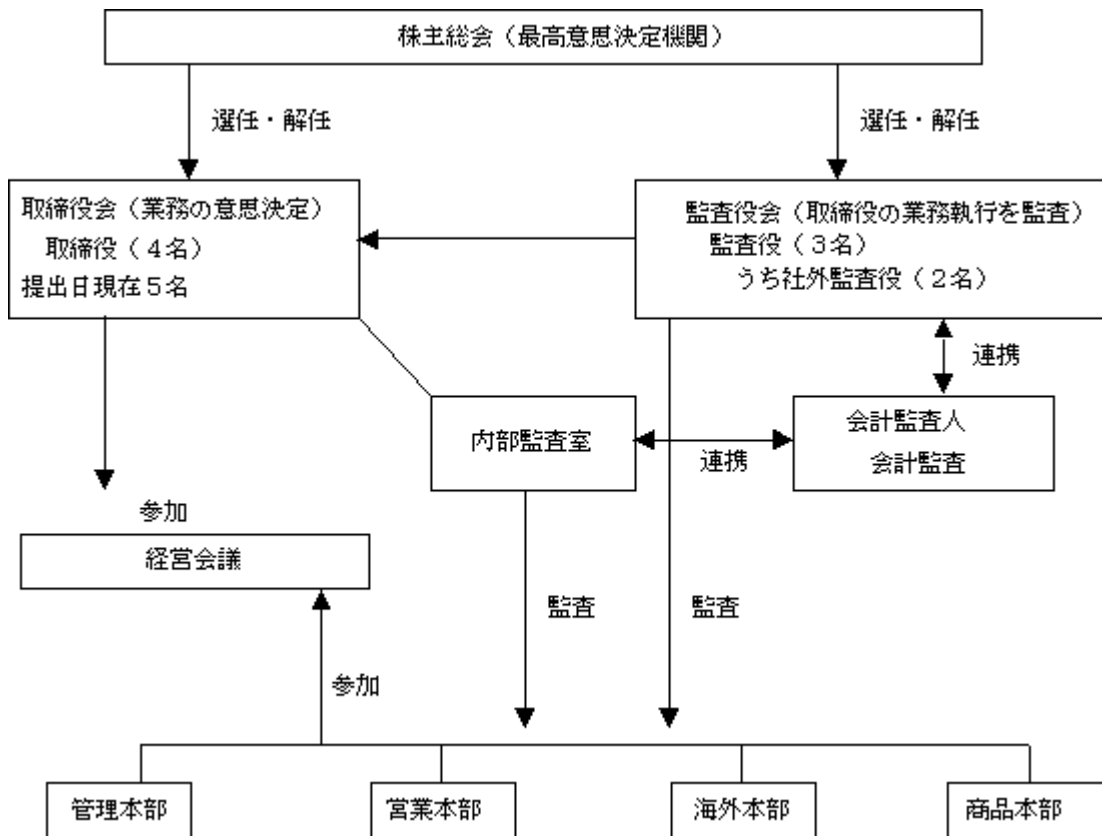 株主総会（最高意思決定機関）
選任・解任
選任・解任
取締役会（業務の意思決定）
取締役（４名）
提出日現在５名
監査役会（取締役の業務執行を監査）
監査役（３名）
うち社外監査役（２名）
連携
内部監査室
連携
会計監査人
会計監査
参加
経営会議
監査
監査
参加
管理本部
営業本部
海外本部
商品本部